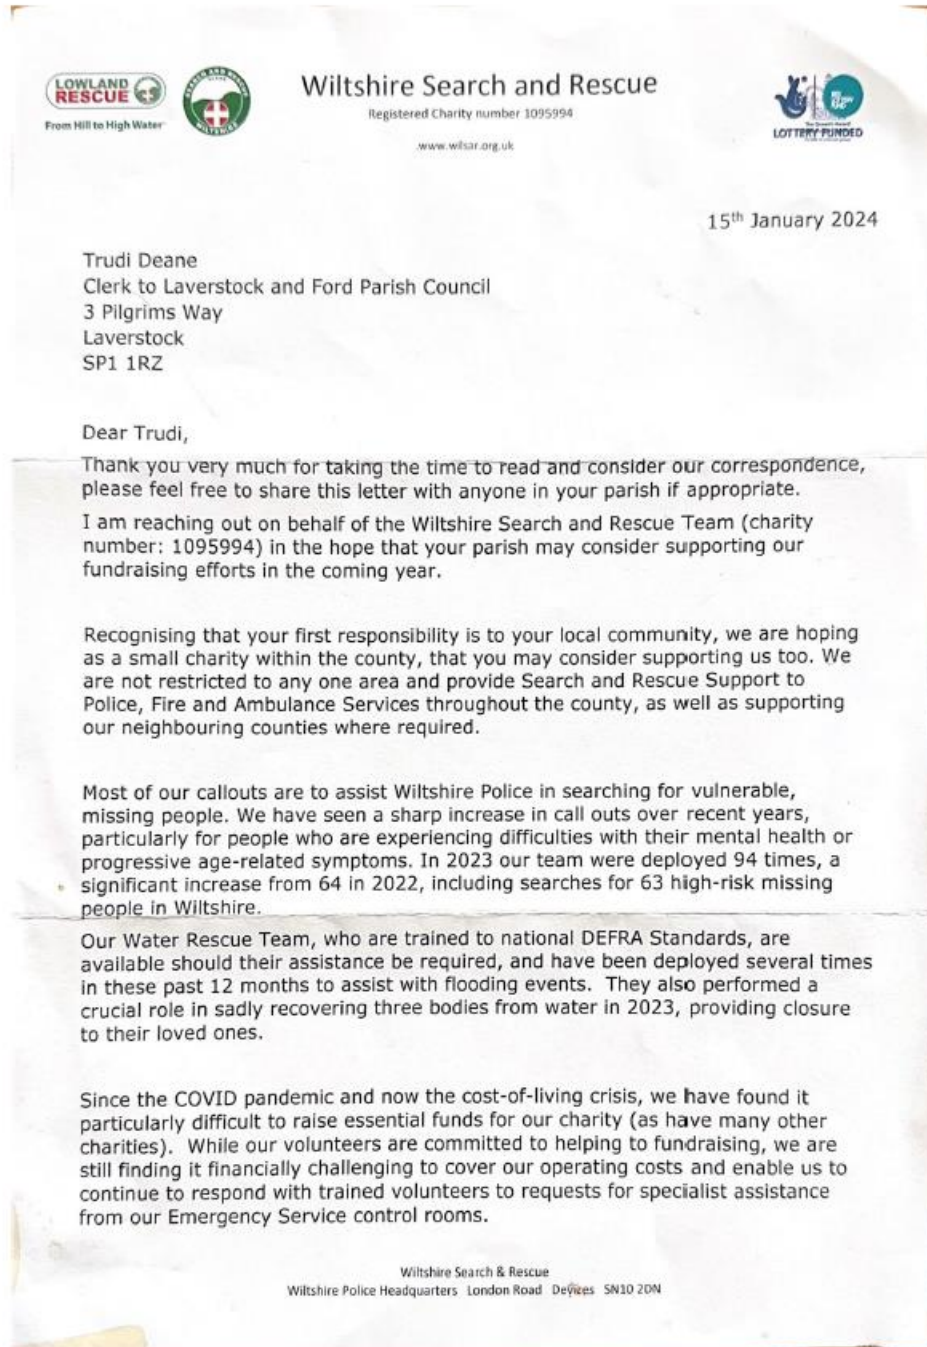 LOWLAND
RESCUE
From Hill to High Water
SEARCH AND RESCUE
WILTSHIRE
Wiltshire Search and Rescue
Registered Charity number 1095994
.www.wilsar.org.uk
LOTTERY FUNDED
15th January 2024
Trudi Deane
Clerk to Laverstock and Ford Parish Council
3 Pilgrims Way
Laverstock
SP1 1RZ
Dear Trudi,
Thank you very much for taking the time to read and consider our correspondence,
please feel free to share this letter with anyone in your parish if appropriate.
I am reaching out on behalf of the Wiltshire Search and Rescue Team (charity
number: 1095994) in the hope that your parish may consider supporting our
fundraising efforts in the coming year.
Recognising that your first responsibility is to your local community, we are hoping
as a small charity within the county, that you may consider supporting us too. We
are not restricted to any one area and provide Search and Rescue Support to
Police, Fire and Ambulance Services throughout the county, as well as supporting
our neighbouring counties where required.
Most of our callouts are to assist Wiltshire Police in searching for vulnerable,
missing people. We have seen a sharp increase in call outs over recent years,
particularly for people who are experiencing difficulties with their mental health or
progressive age-related symptoms. In 2023 our team were deployed 94 times, a
significant increase from 64 in 2022, including searches for 63 high-risk missing
people in Wiltshire.
Our Water Rescue Team, who are trained to national DEFRA Standards, are
available should their assistance be required, and have been deployed several times
in these past 12 months to assist with flooding events. They also performed a
crucial role in sadly recovering three bodies from water in 2023, providing closure
to their loved ones.
Since the COVID pandemic and now the cost-of-living crisis, we have found it
particularly difficult to raise essential funds for our charity (as have many other
charities). While our volunteers are committed to helping to fundraising, we are
still finding it financially challenging to cover our operating costs and enable us to
continue to respond with trained volunteers to requests for specialist assistance
from our Emergency Service control rooms.
Wiltshire Search & Rescue
Wiltshire Police Headquarters London Road Devizes SN10 2DN